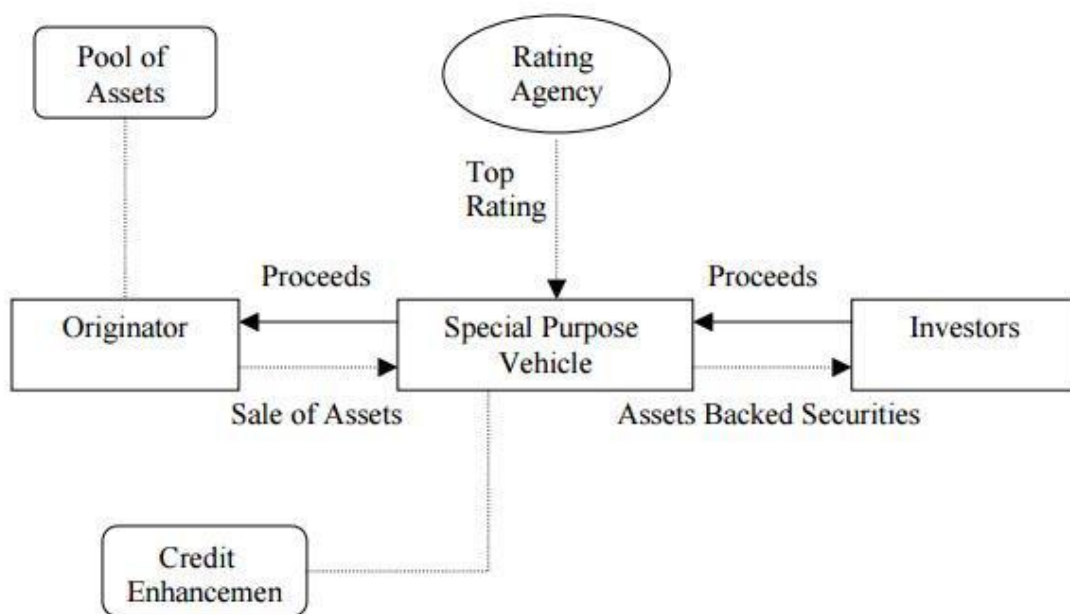 Pool of
Assets
Rating
Agency
Top
Rating
Proceeds
Proceeds
Originator
Special Purpose
Vehicle
Investors
Sale of Assets
Assets Backed Securities
Credit
Enhancemen